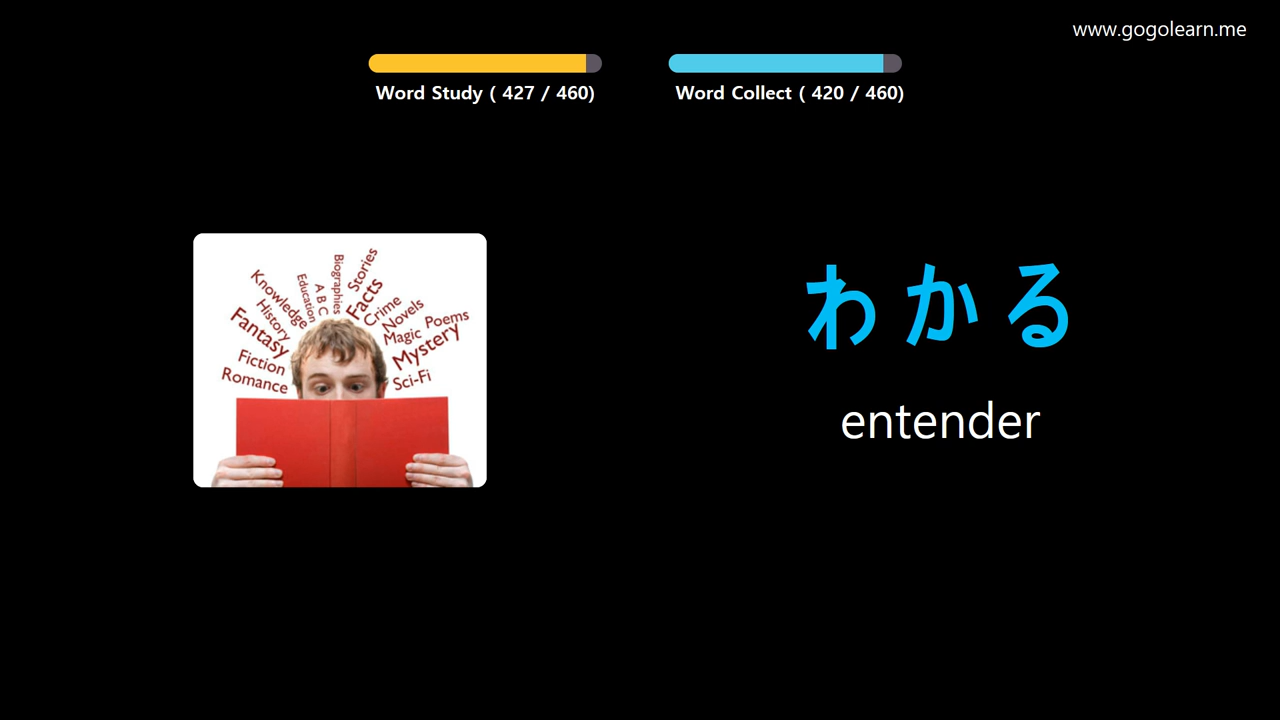 www.gogolearn.me
Word Study ( 427 / 460)
Word Collect ( 420 / 460)
Knowledge
History
Fantasy
Fiction
Romance
Education
A B C
Biographies
Stories
Facts
Crime
Novels
Magic
Poems
Mystery
Sci-Fi
わかる
entender